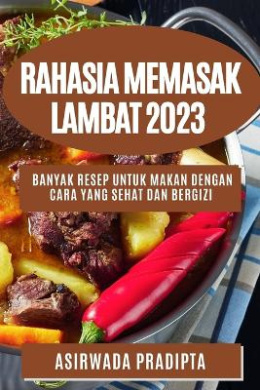 RAHASIA MEMASAK
LAMBAT 2023
BANYAK RESEP UNTUK MAKAN DENGAN
CARA YANG SEHAT DAN BERGIZI
ASIRWADA PRADIPTA